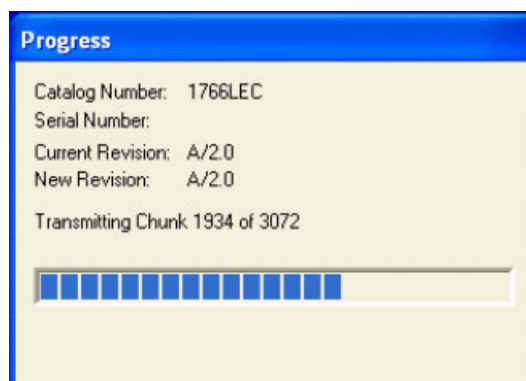 Progress
Catalog Number: 1766LEC
Serial Number:
Current Revision: A/2.0
New Revision: A/2.0
Transmitting Chunk 1934 of 3072